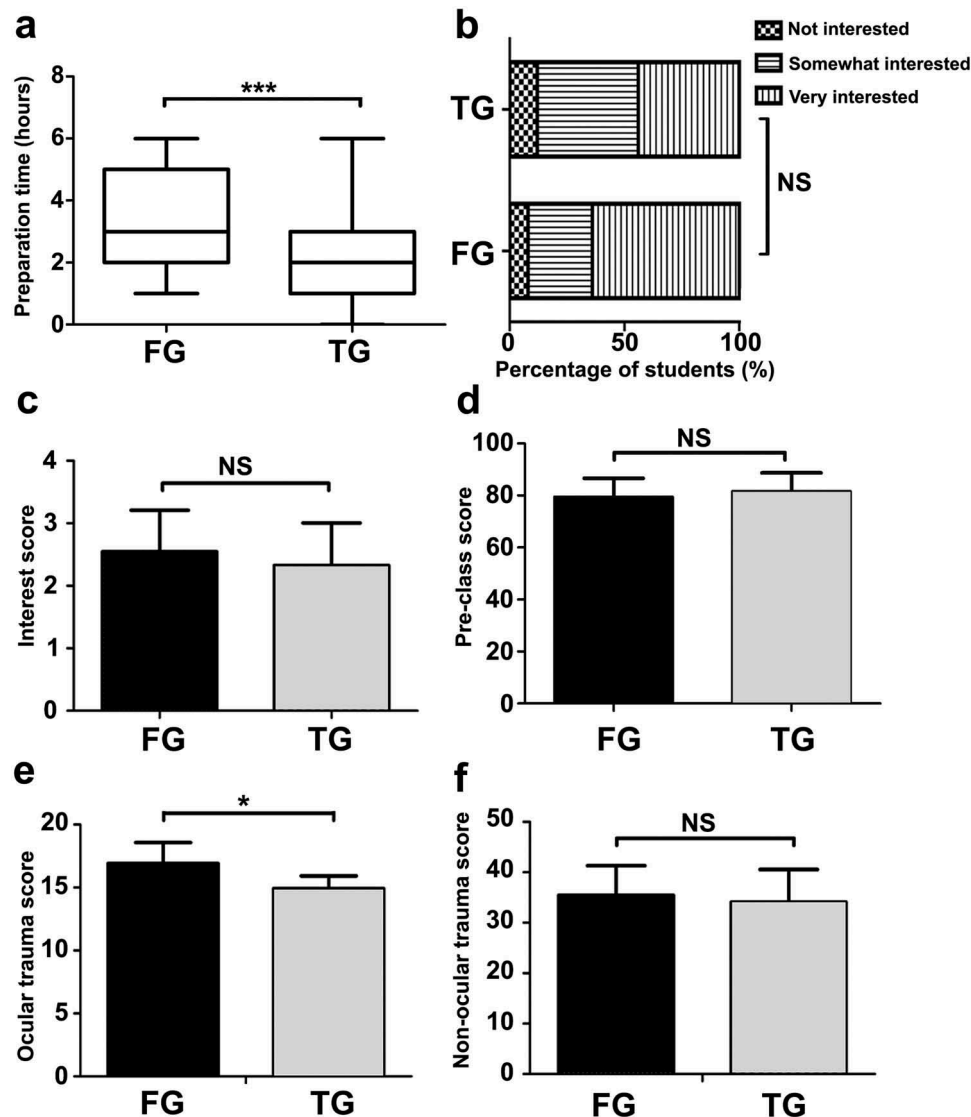 a
Preparation time (hours)
8
6
4
2
0
***
FG
TG
b
Not interested
Somewhat interested
Very interested
TG
FG
NS
0
50
100
Percentage of students (%)
c
Interest score
4
3
2
1
0
NS
FG
TG
d
Pre-class score
100
80
60
40
20
0
NS
FG
TG
e
Ocular trauma score
20
15
10
5
0
*
FG
TG
f
Non-ocular trauma score
50
40
30
20
10
0
NS
FG
TG